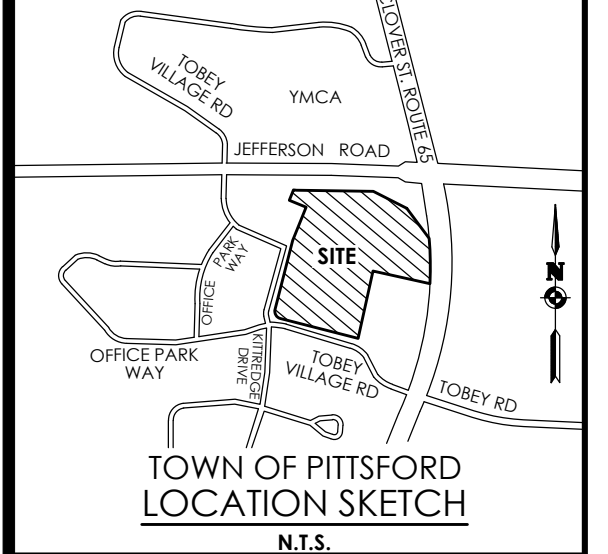 CLOVER ST. ROUTE 65
TOBEY
VILLAGE RD
YMCA
JEFFERSON ROAD
OFFICE PARK
WAY
SITE
N
OFFICE PARK
WAY
KITTREDGE
DRIVE
TOBEY
VILLAGE RD
TOBEY RD
TOWN OF PITTSFORD
LOCATION SKETCH
N.T.S.